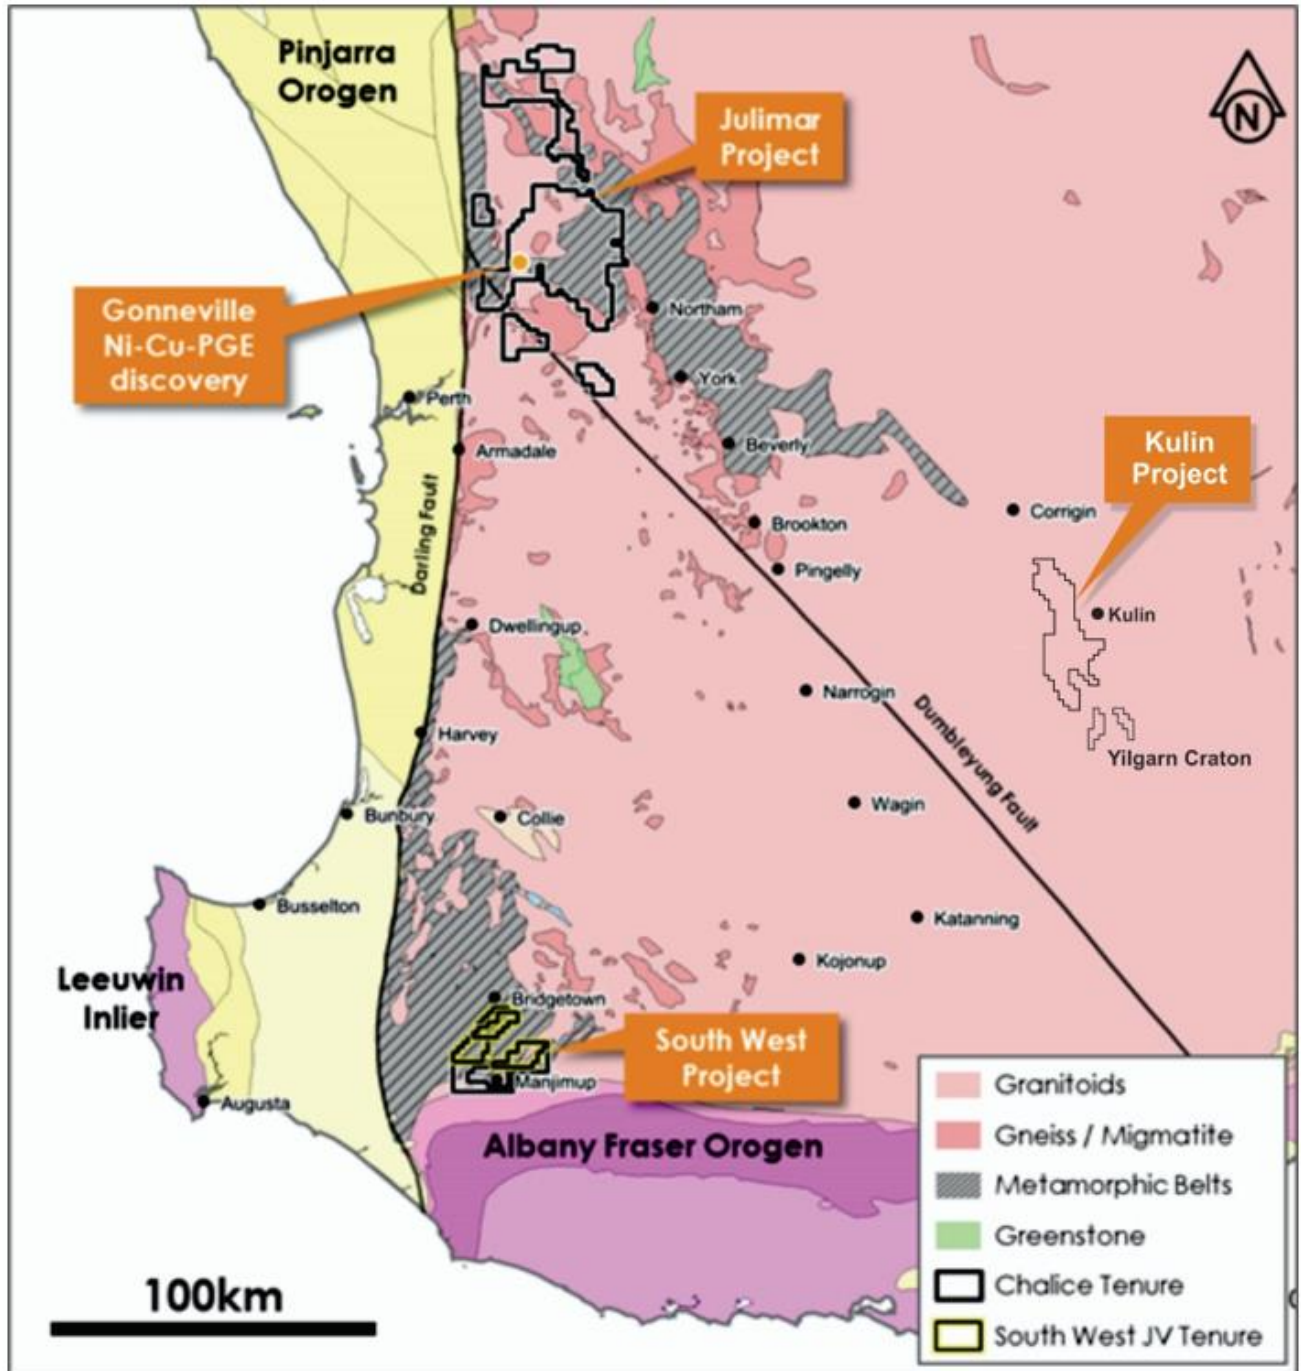 Pinjarra
Orogen
N
Julimar
Project
Gonneville
Ni-Cu-PGE
discovery
Northam
York
Perth
Beverly
Armadale
Kulin
Project
Corrigin
Brookton
Darling Fault
Pingelly
Kulin
Dwellingup
Narrogin
Dumbleyung Fault
Harvey
Yilgarn Craton
Wagin
Bunbury
Collie
Busselton
Katanning
Kojonup
Leeuwin
Inlier
Bridgetown
South West
Project
Manjimup
Augusta
Albany Fraser Orogen
Granitoids
Gneiss / Migmatite
Metamorphic Belts
Greenstone
Chalice Tenure
South West JV Tenure
100km